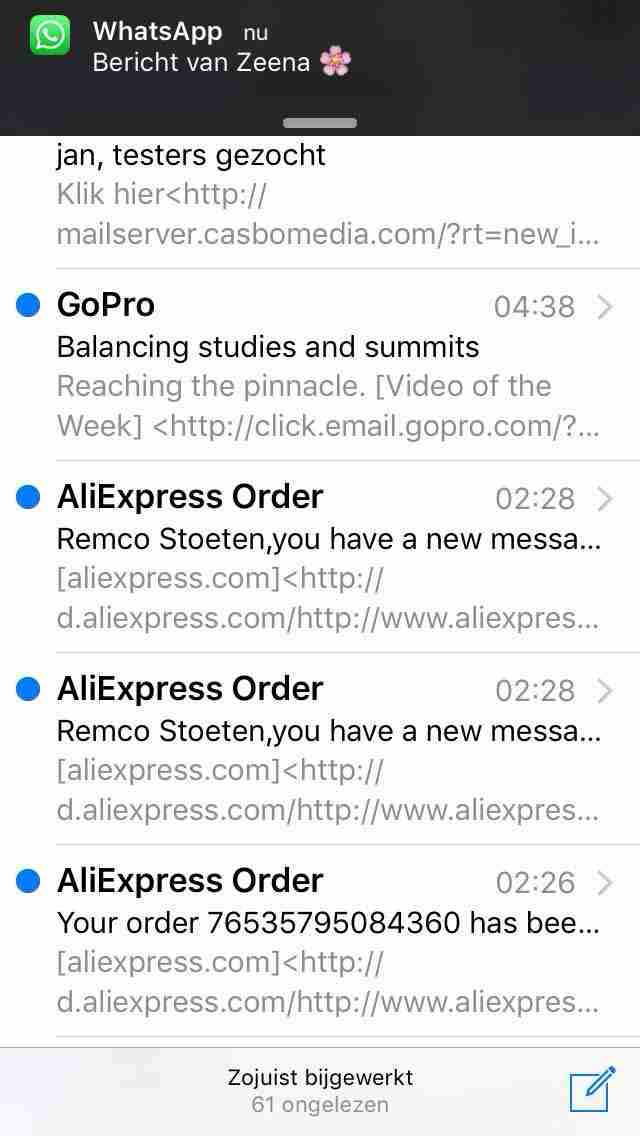 WhatsApp nu
Bericht van Zeena 🌸
jan, testers gezocht
Klik hier<http://
mailserver.casbomedia.com/?rt=new_i...
GoPro 04:38
Balancing studies and summits
Reaching the pinnacle. [Video of the
Week] <http://click.email.gopro.com/?...
AliExpress Order 02:28
Remco Stoeten,you have a new messa...
[aliexpress.com]<http://
d.aliexpress.com/http://www.aliexpres...
AliExpress Order 02:28
Remco Stoeten,you have a new messa...
[aliexpress.com]<http://
d.aliexpress.com/http://www.aliexpres...
AliExpress Order 02:26
Your order 76535795084360 has bee...
[aliexpress.com]<http://
d.aliexpress.com/http://www.aliexpres...
Zojuist bijgewerkt
61 ongelezen